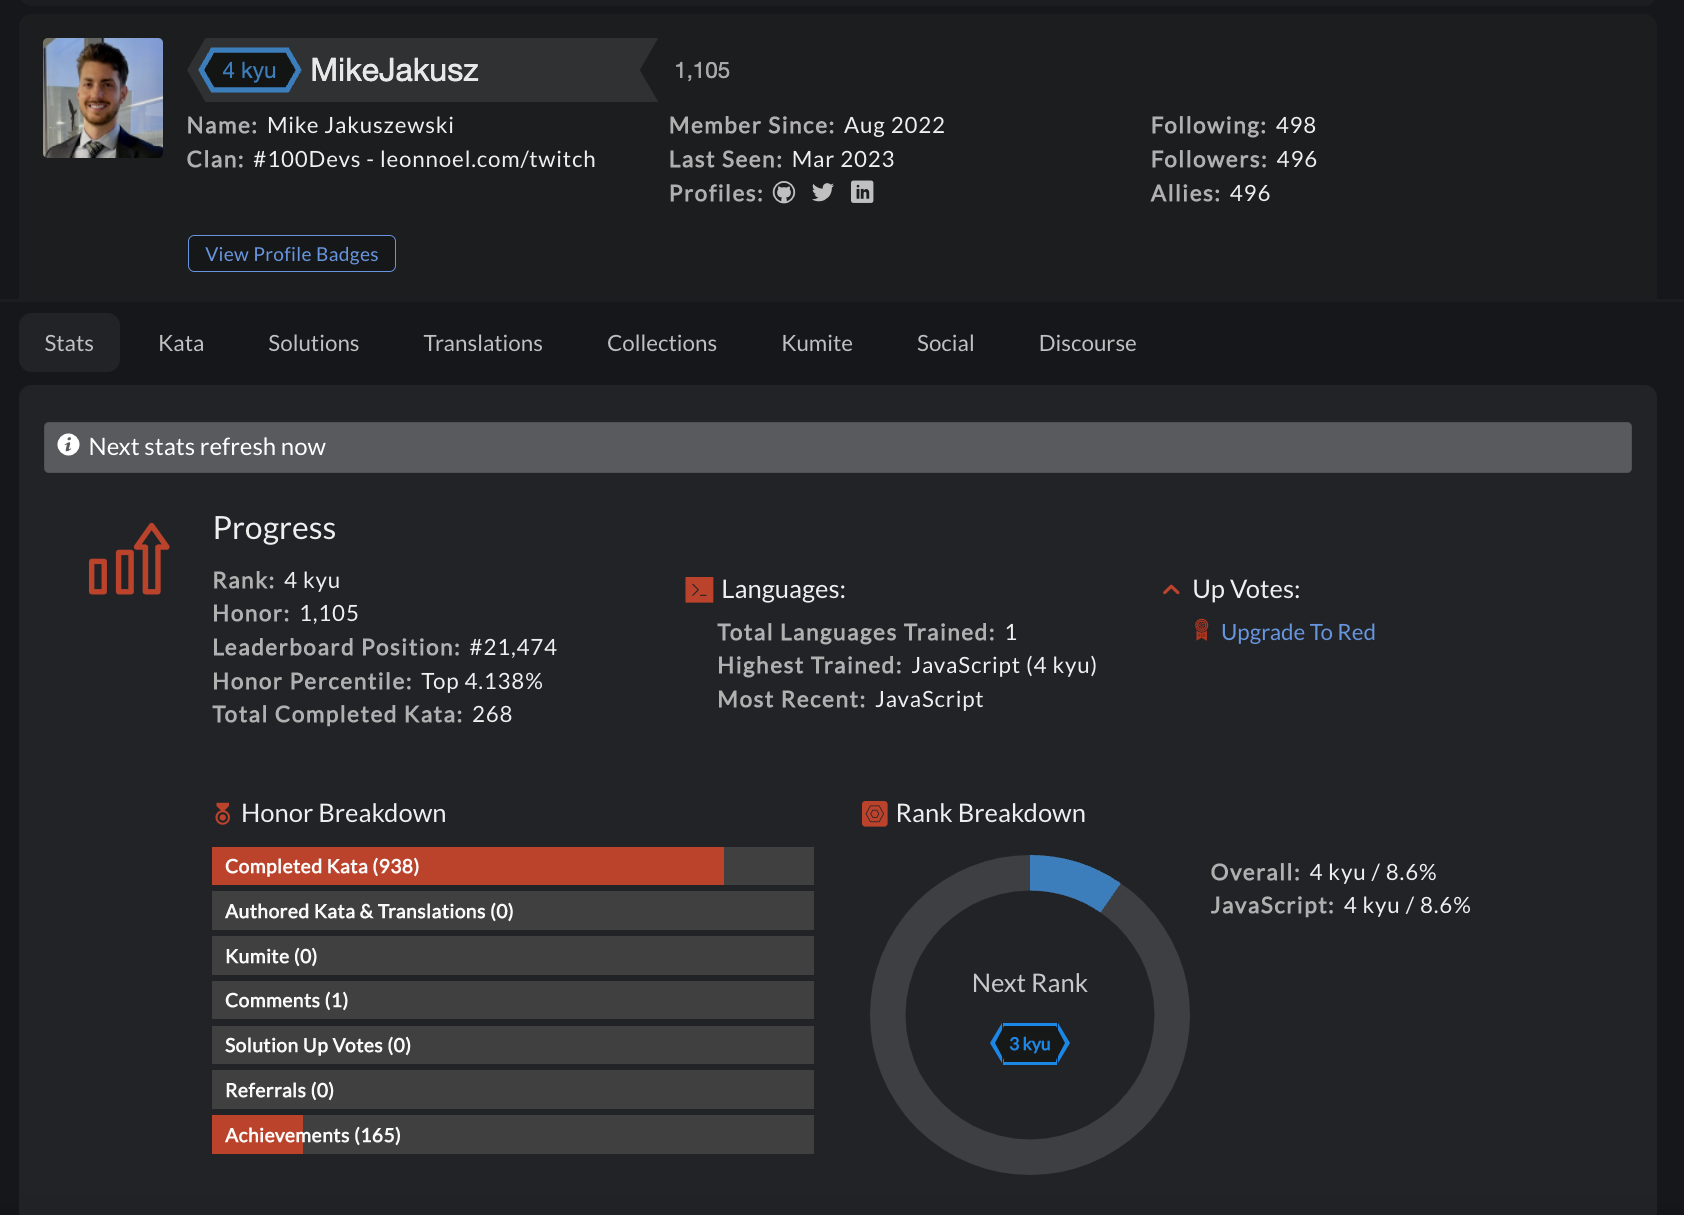 4 kyu MikeJakusz 1,105
Name: Mike Jakuszewski
Clan: #100Devs - leonnoel.com/twitch
Member Since: Aug 2022
Last Seen: Mar 2023
Profiles: in
Following: 498
Followers: 496
Allies: 496
View Profile Badges
Stats Kata Solutions Translations Collections Kumite Social Discourse
Next stats refresh now
Progress
Rank: 4 kyu
Honor: 1,105
Leaderboard Position: #21,474
Honor Percentile: Top 4.138%
Total Completed Kata: 268
Languages:
Total Languages Trained: 1
Highest Trained: JavaScript (4 kyu)
Most Recent: JavaScript
Up Votes:
Upgrade To Red
Honor Breakdown
Completed Kata (938)
Authored Kata & Translations (0)
Kumite (0)
Comments (1)
Solution Up Votes (0)
Referrals (0)
Achievements (165)
Rank Breakdown
Next Rank
3 kyu
Overall: 4 kyu / 8.6%
JavaScript: 4 kyu / 8.6%